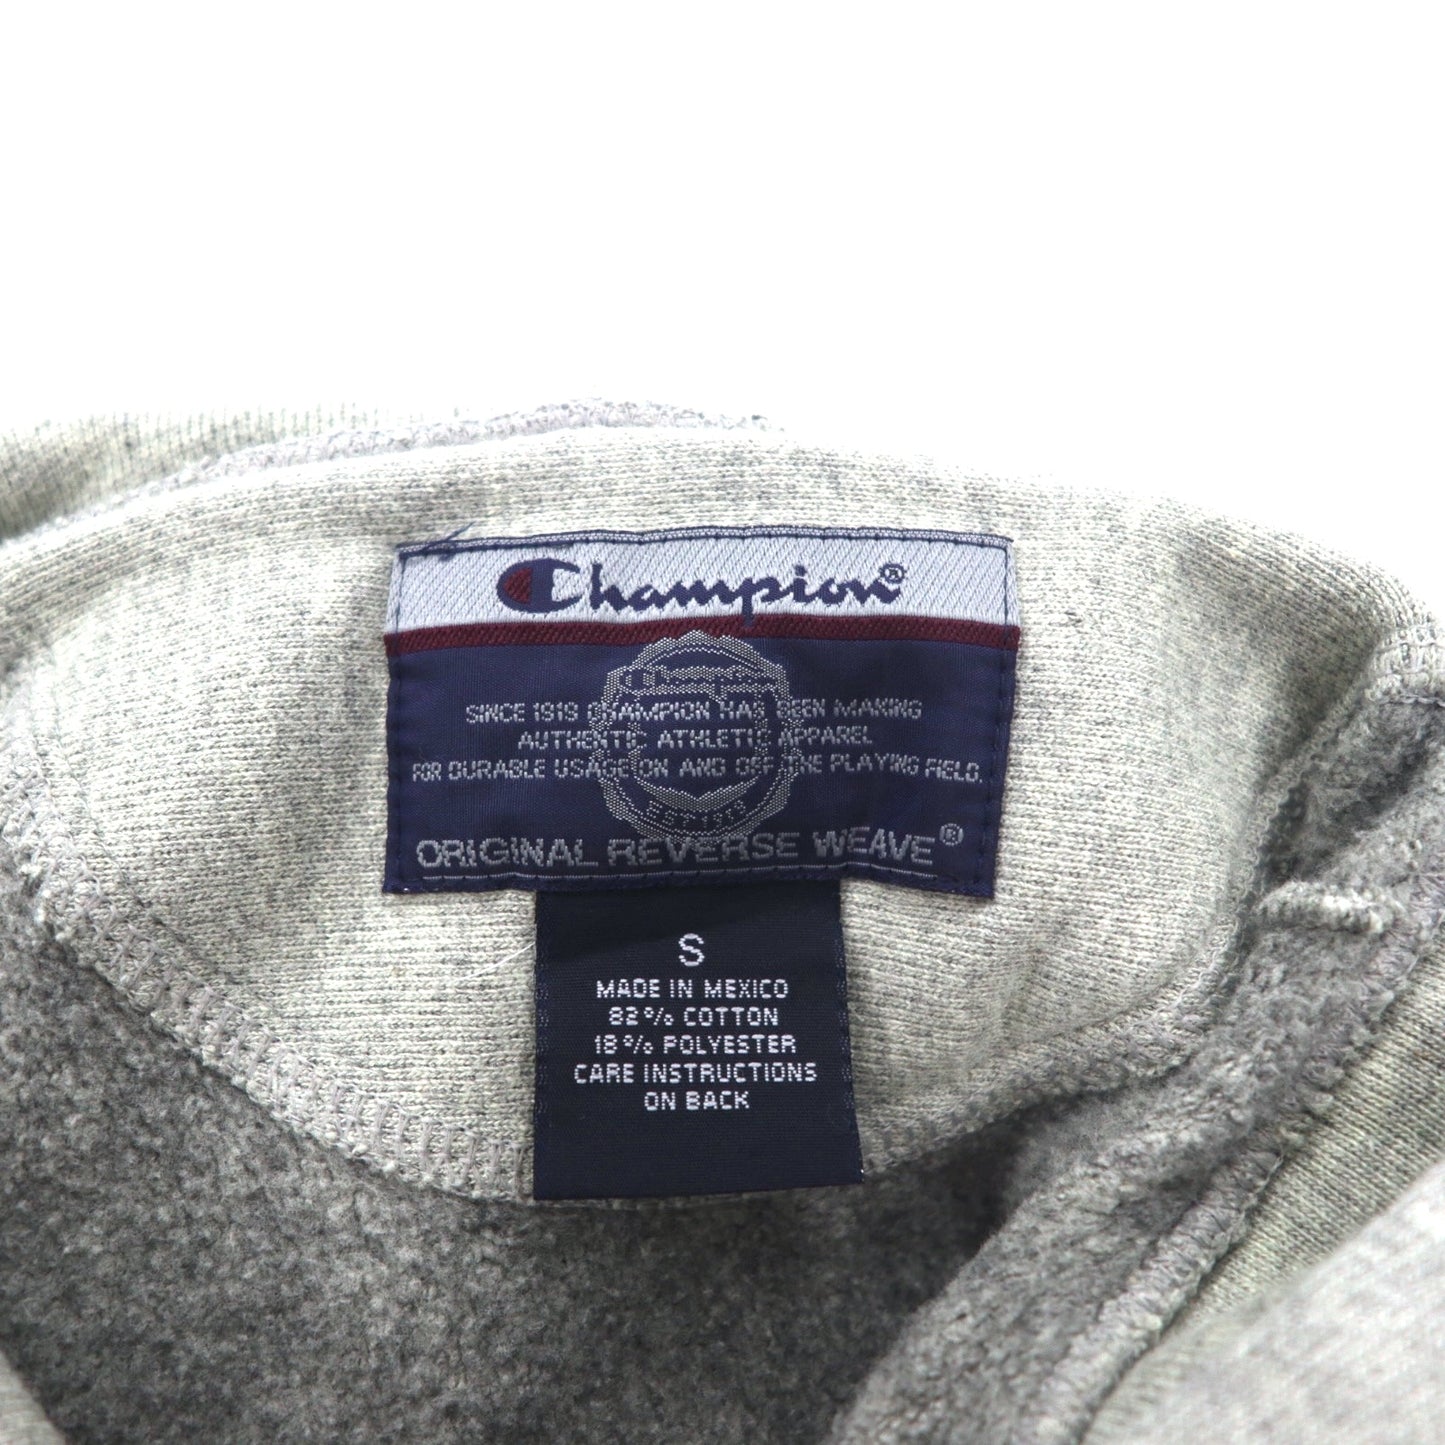 Champion®
SINCE 1919 CHAMPION HAS BEEN MAKING
AUTHENTIC ATHLETIC APPAREL
FOR DURABLE USAGE ON AND OFF THE PLAYING FIELD.
ORIGINAL REVERSE WEAVE®
S
MADE IN MEXICO
82% COTTON
18% POLYESTER
CARE INSTRUCTIONS
ON BACK